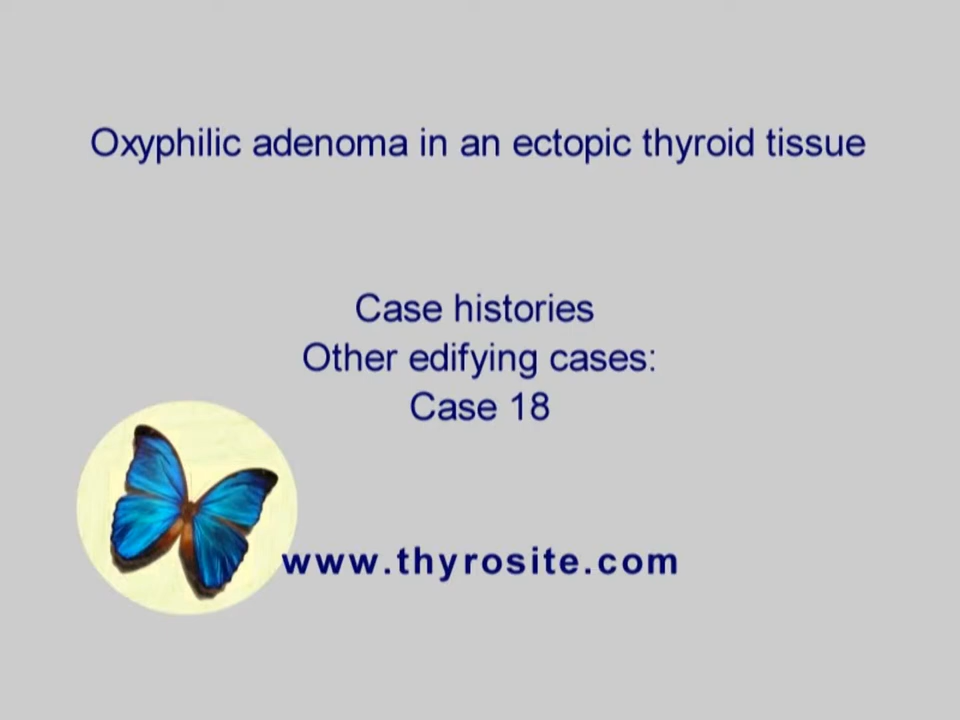 Oxyphilic adenoma in an ectopic thyroid tissue
Case histories
Other edifying cases:
Case 18
www.thyrosite.com